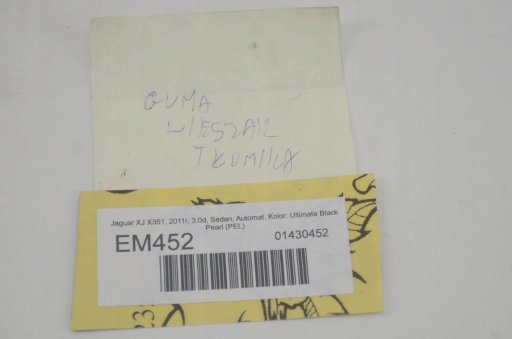 GUMA
WIESZAK
TŁUMIKA
Jaguar XJ X351, 2011r, 3.0d, Sedan, Automat, Kolor: Ultimate Black
Pearl (PEL)
EM452
01430452